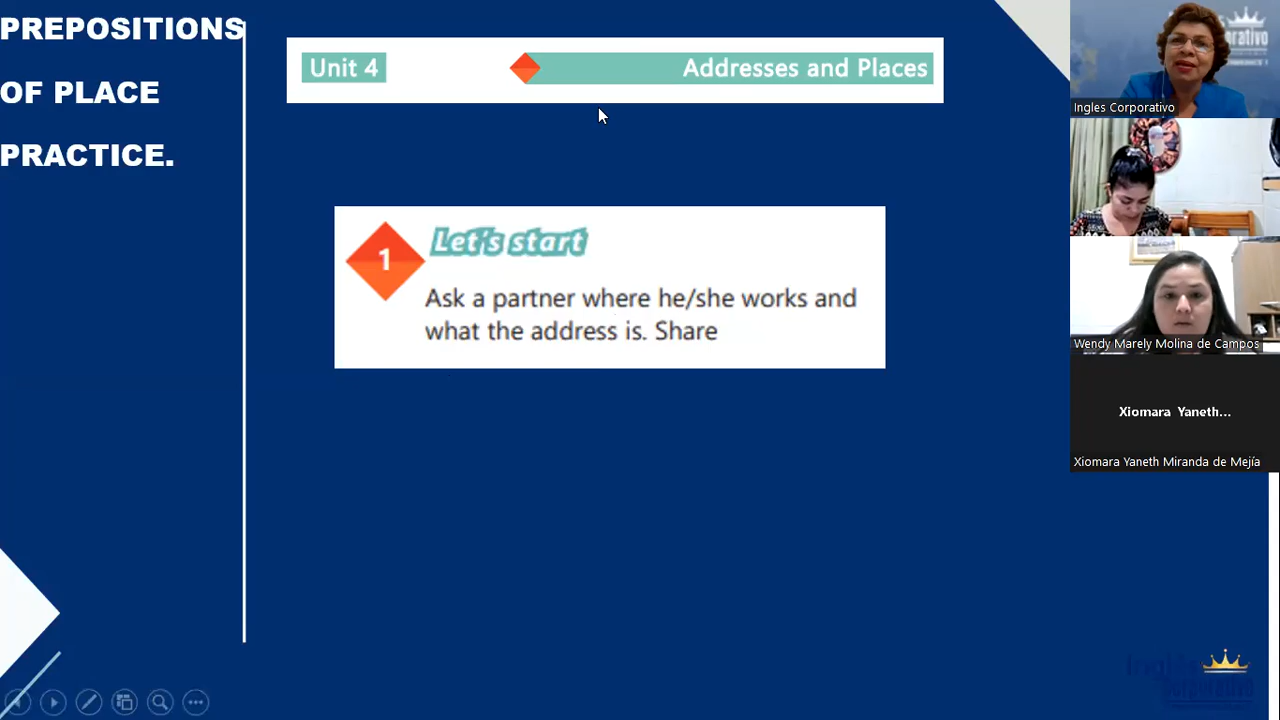 PREPOSITIONS
OF PLACE
PRACTICE.
Unit 4
Addresses and Places
1
Let's start
Ask a partner where he/she works and
what the address is. Share
Ingles Corporativo
Wendy Marely Molina de Campos
Xiomara Yaneth...
Xiomara Yaneth Miranda de Mejía